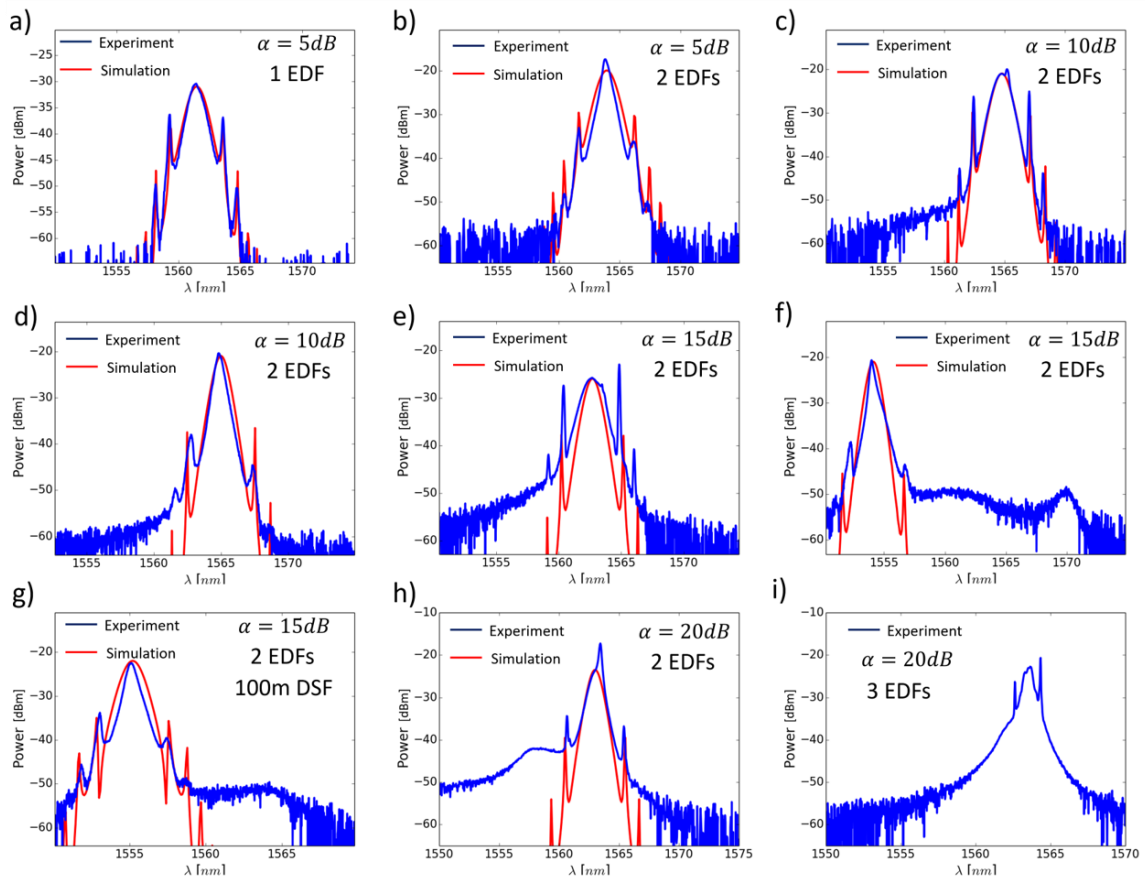 a)
Experiment
Simulation
α = 5dB
1 EDF
Power [dBm]
−25
−30
−35
−40
−45
−50
−55
−60
1555 1560 1565 1570
λ [nm]
b)
Experiment
Simulation
α = 5dB
2 EDFs
Power [dBm]
−20
−30
−40
−50
−60
1555 1560 1565 1570
λ [nm]
c)
Experiment
Simulation
α = 10dB
2 EDFs
Power [dBm]
−20
−30
−40
−50
−60
1555 1560 1565 1570
λ [nm]
d)
Experiment
Simulation
α = 10dB
2 EDFs
Power [dBm]
−20
−30
−40
−50
−60
1555 1560 1565 1570
λ [nm]
e)
Experiment
Simulation
α = 15dB
2 EDFs
Power [dBm]
−20
−30
−40
−50
−60
1555 1560 1565 1570
λ [nm]
f)
Experiment
Simulation
α = 15dB
2 EDFs
Power [dBm]
−20
−30
−40
−50
−60
1555 1560 1565 1570
λ [nm]
g)
Experiment
Simulation
α = 15dB
2 EDFs
100m DSF
Power [dBm]
−20
−30
−40
−50
−60
1555 1560 1565
λ [nm]
h)
Experiment
Simulation
α = 20dB
2 EDFs
Power [dBm]
−10
−20
−30
−40
−50
−60
1550 1555 1560 1565 1570 1575
λ [nm]
i)
Experiment
α = 20dB
3 EDFs
Power [dBm]
−10
−20
−30
−40
−50
−60
1550 1555 1560 1565 1570
λ [nm]